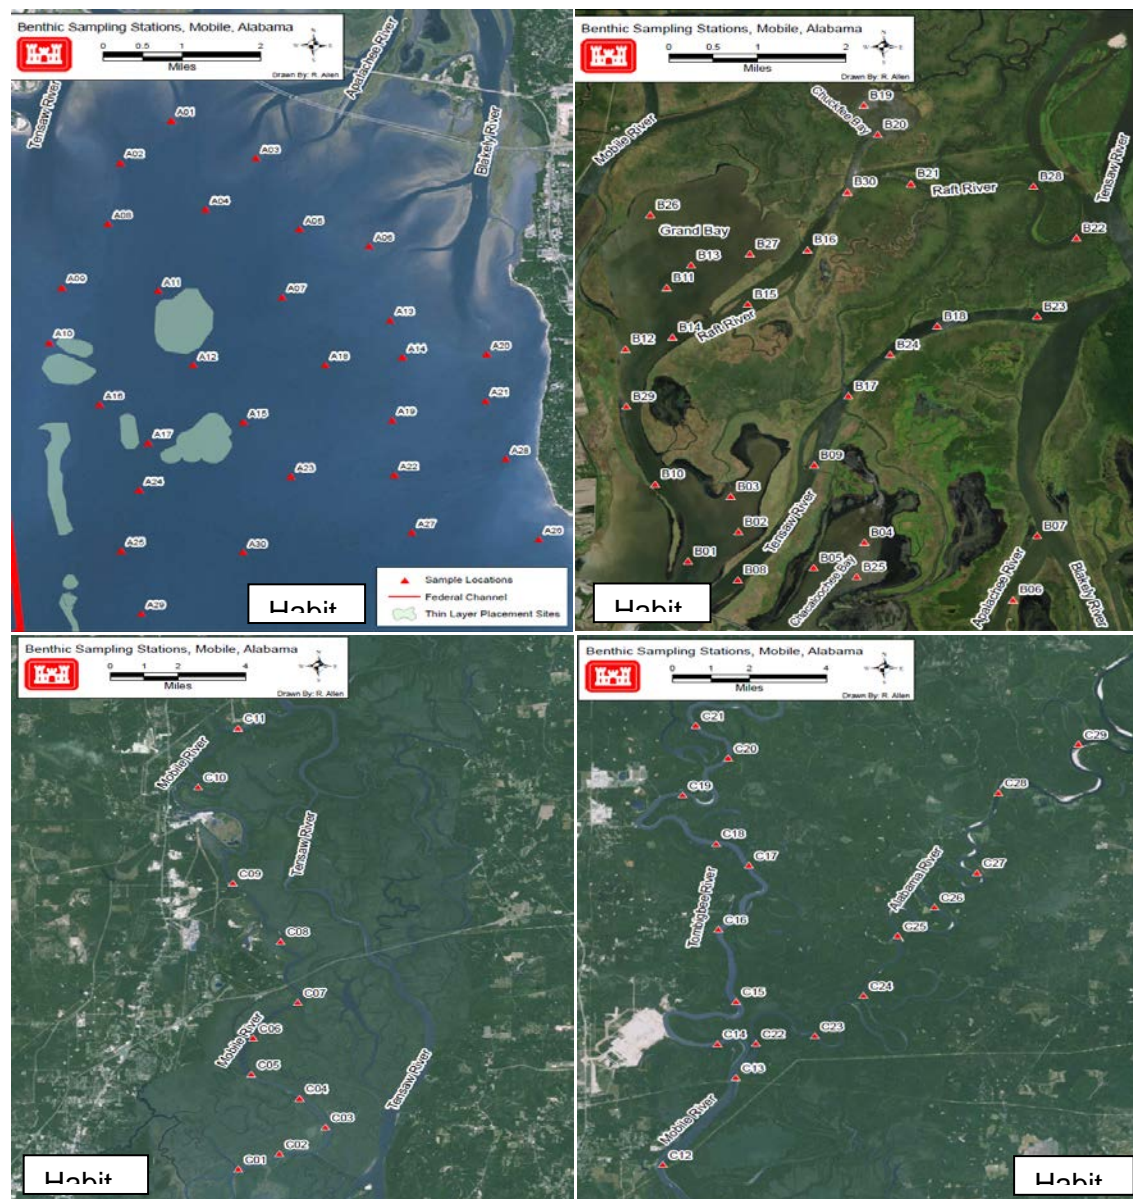 Benthic Sampling Stations, Mobile, Alabama
0 0.5 1 2
Miles
Drawn By: R. Allen
W N E S
Tensaw River
Apalachee River
Blakely River
A01
A02
A03
A04
A08
A05
A06
A09
A11
A07
A10
A13
A12
A18
A14
A20
A16
A15
A19
A21
A17
A24
A23
A22
A28
A25
A30
A27
A26
A29
Sample Locations
Federal Channel
Thin Layer Placement Sites
Habit
Benthic Sampling Stations, Mobile, Alabama
0 0.5 1 2
Miles
Drawn By: R. Allen
Mobile River
Chuckfee Bay
B19
B20
Tensaw River
B21
B28
B30
Raft River
B26
Grand Bay
B22
B27
B16
B13
B11
B15
B14
Raft River
B12
B18
B23
B24
B29
B17
B10
B03
B09
B02
Tensaw River
B04
B07
B01
B08
B05
B25
Chacaloochee Bay
B06
Apalachee River
Blakely River
Habit
Benthic Sampling Stations, Mobile, Alabama
0 1 2 4
Miles
Drawn By: R. Allen
C11
Mobile River
C10
Tensaw River
C09
C08
C07
C06
Mobile River
C05
C04
Tensaw River
C03
C02
C01
Habit
Benthic Sampling Stations, Mobile, Alabama
0 1 2 4
Miles
Drawn By: R. Allen
C21
C20
C29
C19
C28
C18
C17
C27
Alabama River
Tombigbee River
C26
C16
C25
C15
C24
C14
C22
C23
C13
Mobile River
C12
Habit